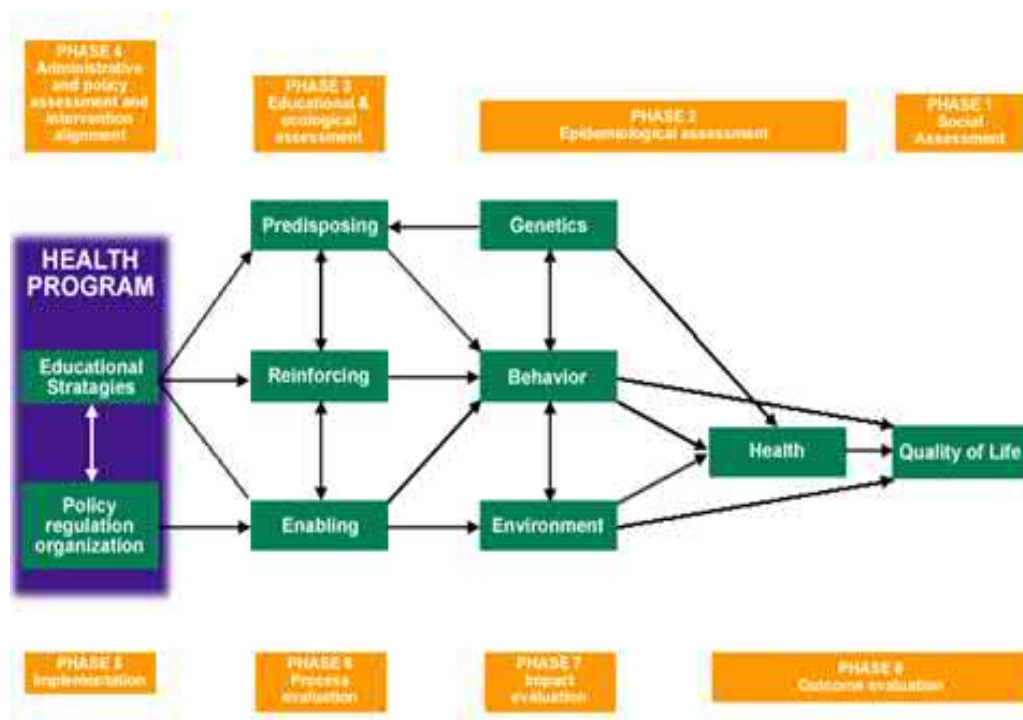 PHASE 4
Administrative
and policy
assessment and
intervention
alignment
PHASE 3
Educational &
ecological
assessment
PHASE 2
Epidemiological assessment
PHASE 1
Social
Assessment
HEALTH
PROGRAM
Educational
Stratagies
Policy
regulation
organization
Predisposing
Reinforcing
Enabling
Genetics
Behavior
Environment
Health
Quality of Life
PHASE 5
Implementation
PHASE 6
Process
evaluation
PHASE 7
Impact
evaluation
PHASE 8
Outcome evaluation